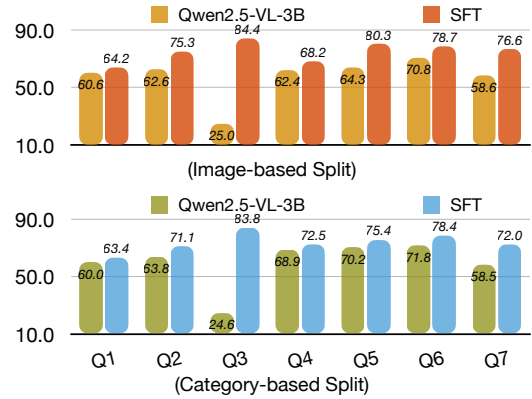 Qwen2.5-VL-3B SFT
90.0
50.0
10.0
60.6 64.2 62.6 75.3 25.0 84.4 62.4 68.2 64.3 80.3 70.8 78.7 58.6 76.6
(Image-based Split)
Qwen2.5-VL-3B SFT
90.0
50.0
10.0
60.0 63.4 63.8 71.1 24.6 83.8 68.9 72.5 70.2 75.4 71.8 78.4 58.5 72.0
Q1 Q2 Q3 Q4 Q5 Q6 Q7
(Category-based Split)